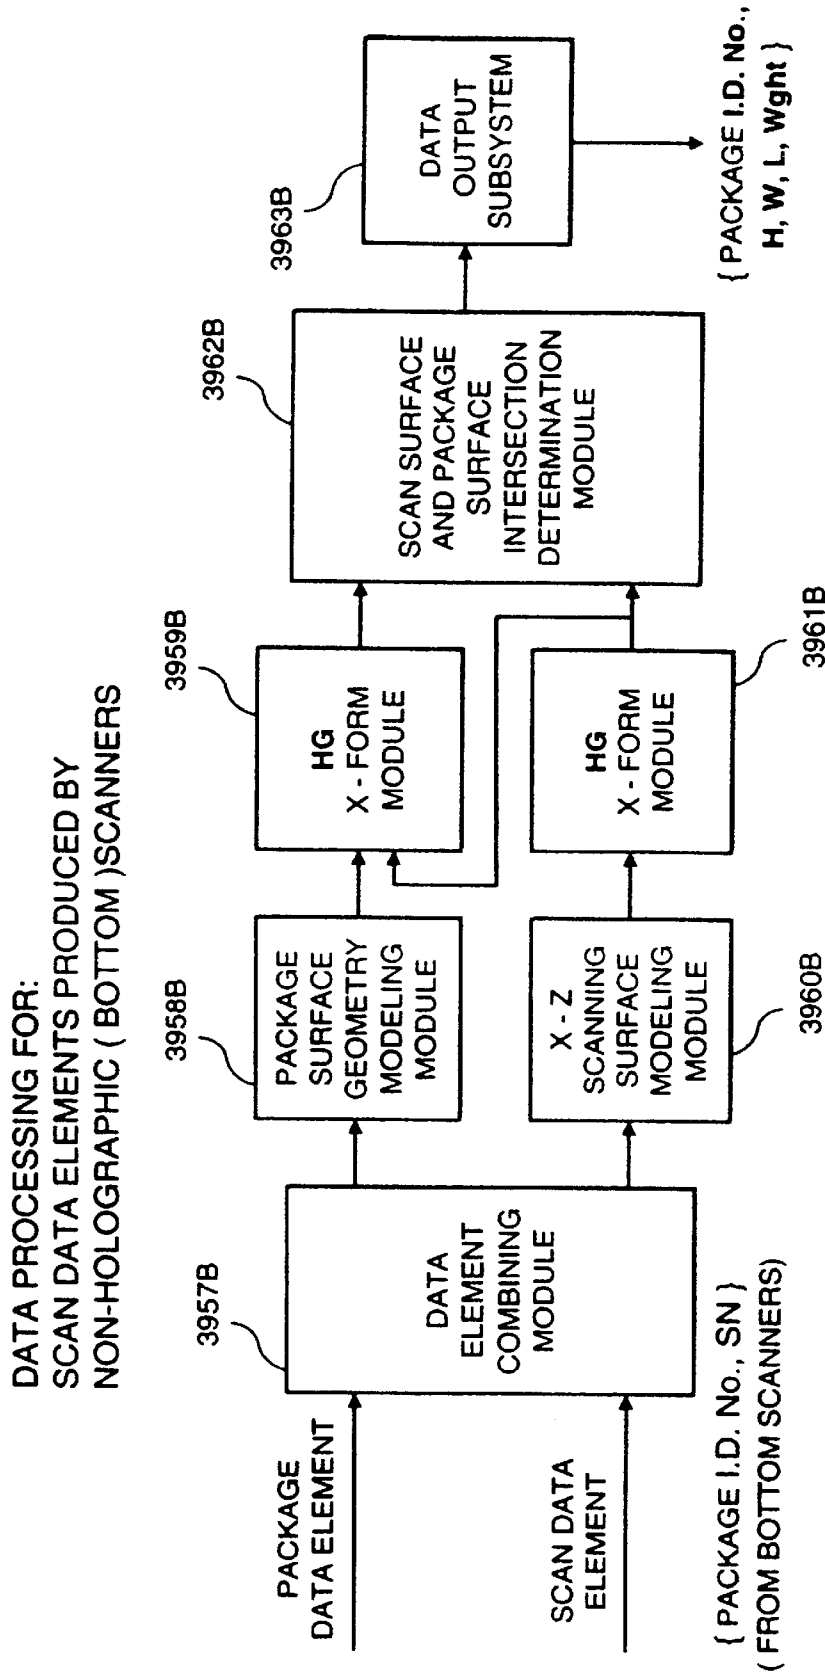 DATA PROCESSING FOR:
SCAN DATA ELEMENTS PRODUCED BY
NON-HOLOGRAPHIC ( BOTTOM )SCANNERS
PACKAGE
DATA ELEMENT
SCAN DATA
ELEMENT
{ PACKAGE I.D. No., SN }
( FROM BOTTOM SCANNERS)
3957B
DATA
ELEMENT
COMBINING
MODULE
3958B
PACKAGE
SURFACE
GEOMETRY
MODELING
MODULE
X - Z
SCANNING
SURFACE
MODELING
MODULE
3960B
3959B
HG
X - FORM
MODULE
HG
X - FORM
MODULE
3961B
3962B
SCAN SURFACE
AND PACKAGE
SURFACE
INTERSECTION
DETERMINATION
MODULE
3963B
DATA
OUTPUT
SUBSYSTEM
{ PACKAGE I.D. No.,
H, W, L, Wght }